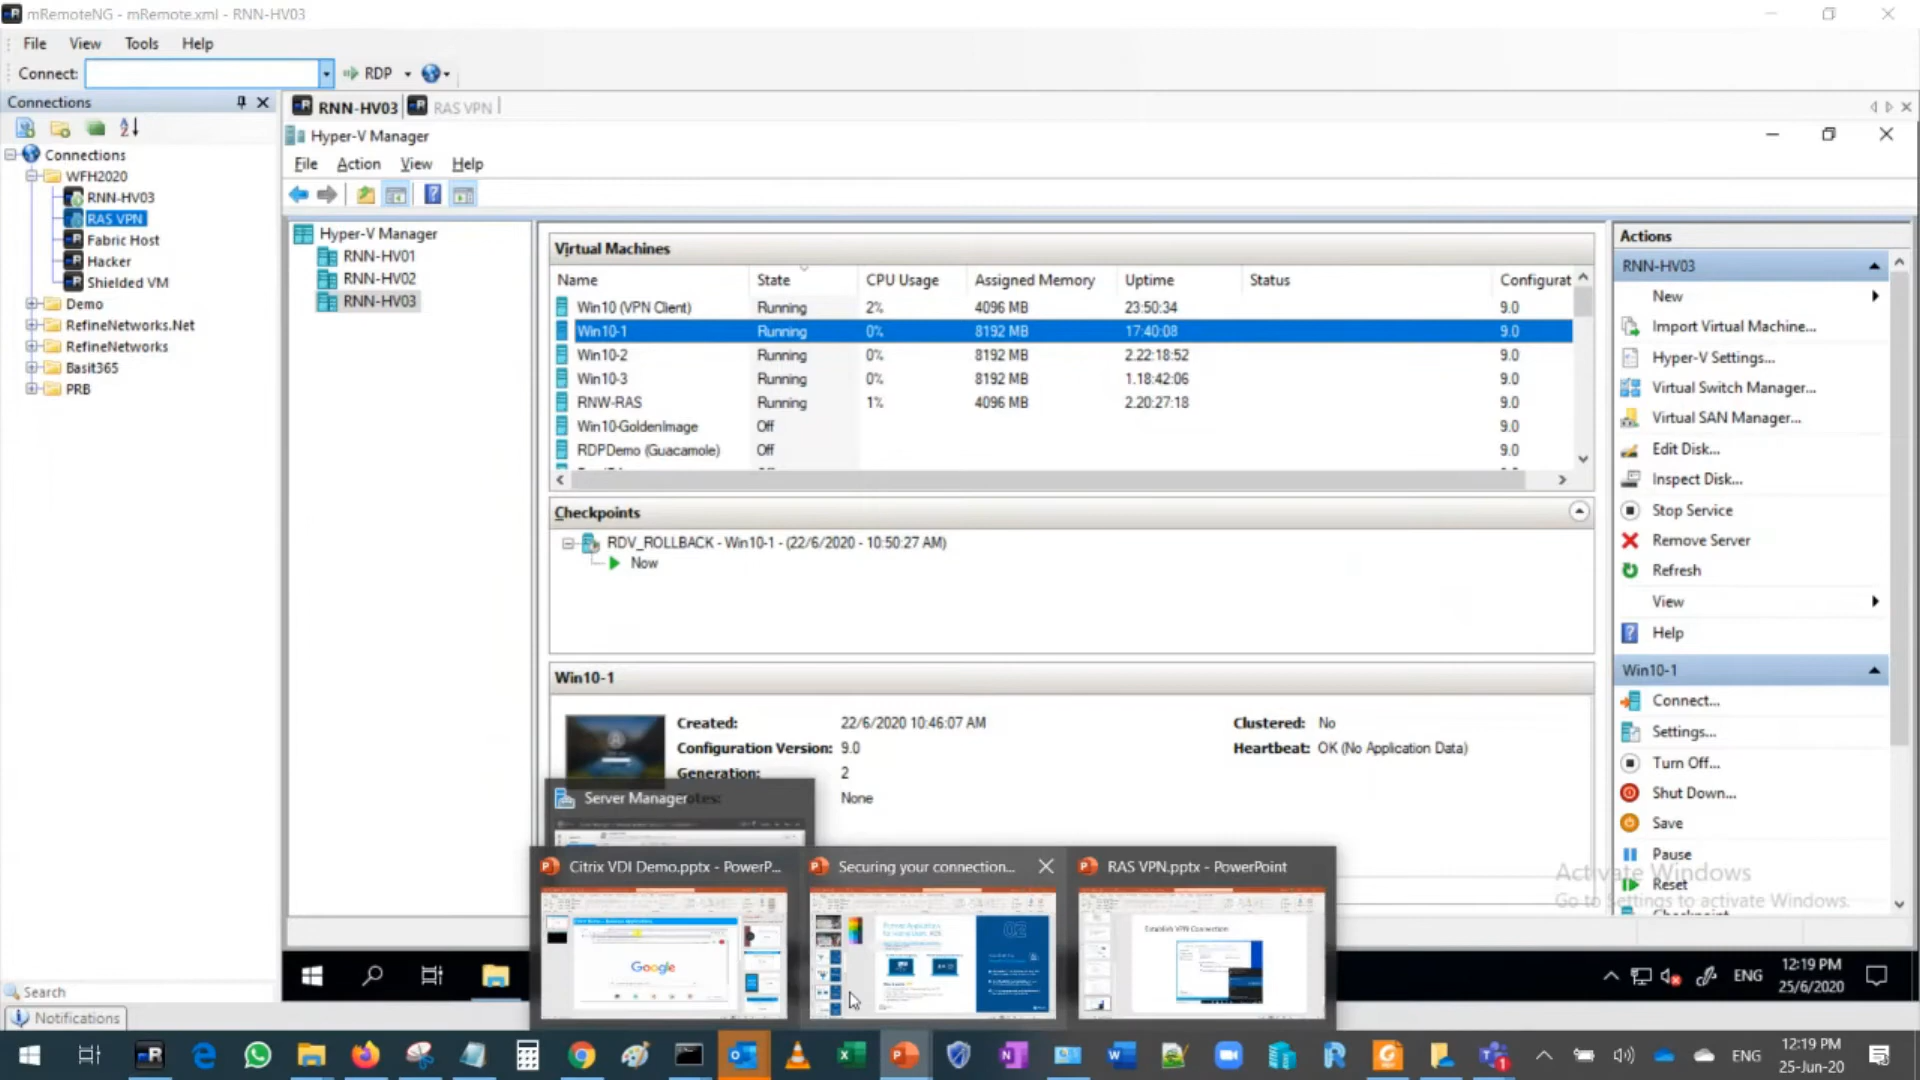 mRemoteNG - mRemote.xml - RNN-HV03
File View Tools Help
Connect: RDP
Connections
RNN-HV03 RAS VPN
Connections
WFH2020
RNN-HV03
RAS VPN
Fabric Host
Hacker
Shielded VM
Demo
RefineNetworks.Net
RefineNetworks
Basit365
PRB
Search
Notifications
Hyper-V Manager
File Action View Help
Hyper-V Manager
RNN-HV01
RNN-HV02
RNN-HV03
Virtual Machines
Name State CPU Usage Assigned Memory Uptime Status Configurat
Win10 (VPN Client) Running 2% 4096 MB 23:50:34 9.0
Win10-1 Running 0% 8192 MB 17:40:08 9.0
Win10-2 Running 0% 8192 MB 2.22:18:52 9.0
Win10-3 Running 0% 8192 MB 1.18:42:06 9.0
RNW-RAS Running 1% 4096 MB 2.20:27:18 9.0
Win10-GoldenImage Off 9.0
RDPDemo (Guacamole) Off 9.0
Checkpoints
RDV_ROLLBACK - Win10-1 - (22/6/2020 - 10:50:27 AM)
Now
Win10-1
Created: 22/6/2020 10:46:07 AM Clustered: No
Configuration Version: 9.0 Heartbeat: OK (No Application Data)
Generation: 2
Notes: None
Server Manager
Citrix VDI Demo.pptx - PowerP...
Securing your connection...
RAS VPN.pptx - PowerPoint
Google
Establish VPN Connection
Actions
RNN-HV03
New
Import Virtual Machine...
Hyper-V Settings...
Virtual Switch Manager...
Virtual SAN Manager...
Edit Disk...
Inspect Disk...
Stop Service
Remove Server
Refresh
View
Help
Win10-1
Connect...
Settings...
Turn Off...
Shut Down...
Save
Pause
Reset
Checkpoint
Activate Windows
Go to Settings to activate Windows.
ENG 12:19 PM
25/6/2020
ENG 12:19 PM
25-Jun-20